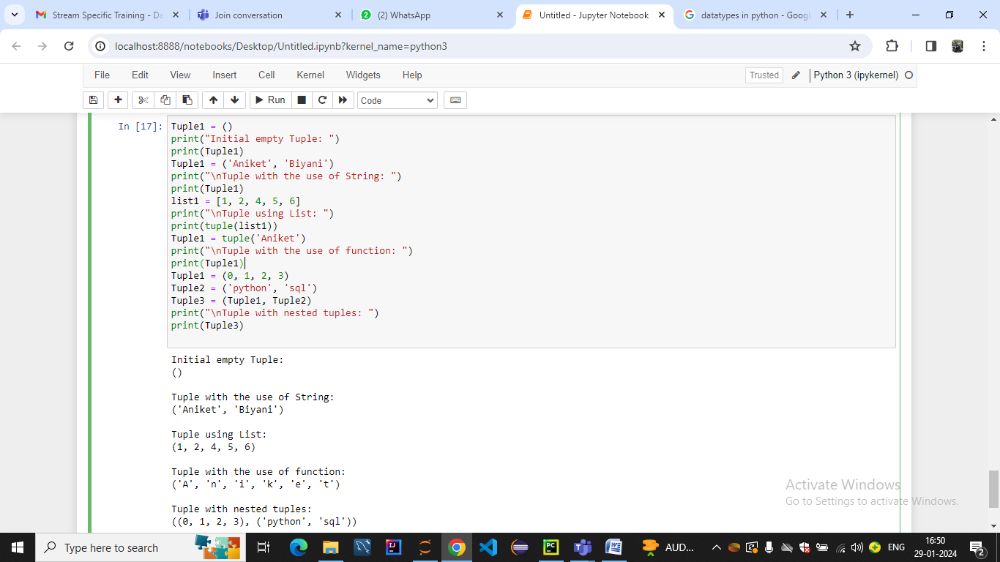 Stream Specific Training - Da
Join conversation
(2) WhatsApp
Untitled - Jupyter Notebook
datatypes in python - Googl
localhost:8888/notebooks/Desktop/Untitled.ipynb?kernel_name=python3
File Edit View Insert Cell Kernel Widgets Help
Trusted
Python 3 (ipykernel)
Run
Code
In [17]:
Tuple1 = ()
print("Initial empty Tuple: ")
print(Tuple1)
Tuple1 = ('Aniket', 'Biyani')
print("\nTuple with the use of String: ")
print(Tuple1)
list1 = [1, 2, 4, 5, 6]
print("\nTuple using List: ")
print(tuple(list1))
Tuple1 = tuple('Aniket')
print("\nTuple with the use of function: ")
print(Tuple1)
Tuple1 = (0, 1, 2, 3)
Tuple2 = ('python', 'sql')
Tuple3 = (Tuple1, Tuple2)
print("\nTuple with nested tuples: ")
print(Tuple3)
Initial empty Tuple:
()
Tuple with the use of String:
('Aniket', 'Biyani')
Tuple using List:
(1, 2, 4, 5, 6)
Tuple with the use of function:
('A', 'n', 'i', 'k', 'e', 't')
Tuple with nested tuples:
((0, 1, 2, 3), ('python', 'sql'))
Activate Windows
Go to Settings to activate Windows.
Type here to search
AUD...
ENG
16:50
29-01-2024
2